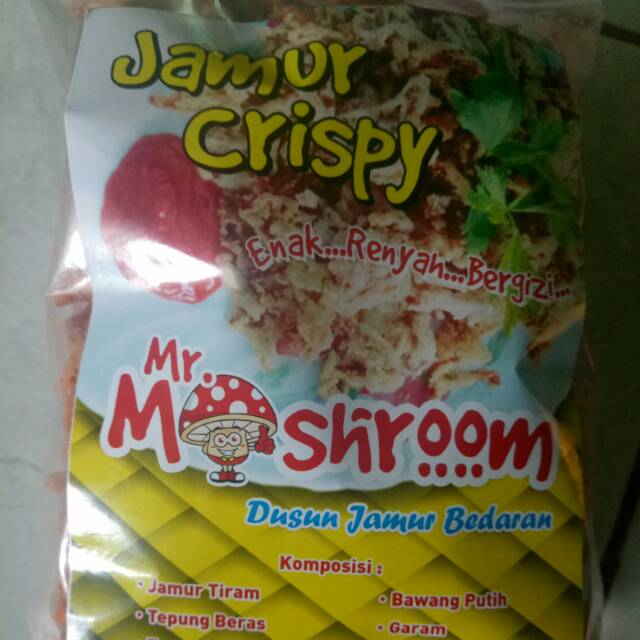 Jamur
Crispy
Enak....Renyah....Bergizi...
Mr.
Mushroom
Dusun Jamur Bedaran
Komposisi :
• Jamur Tiram
• Tepung Beras
• Bawang Putih
• Garam